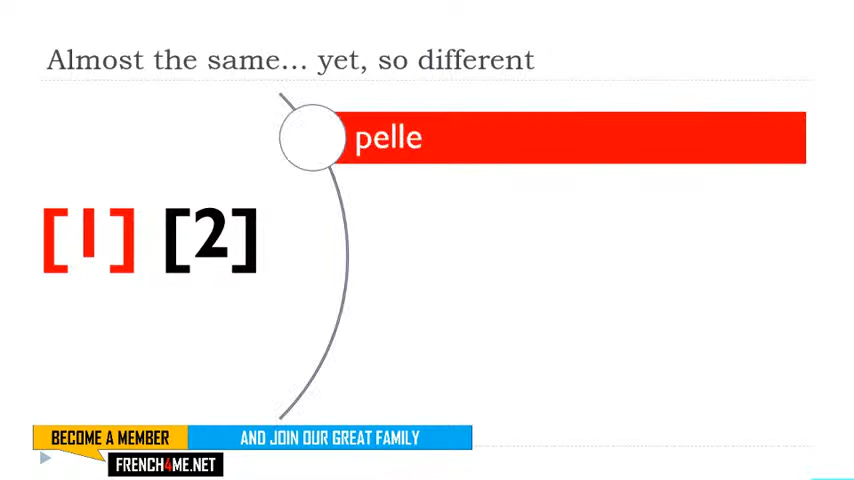 Almost the same... yet, so different
pelle
[1] [2]
BECOME A MEMBER AND JOIN OUR GREAT FAMILY
FRENCH4ME.NET